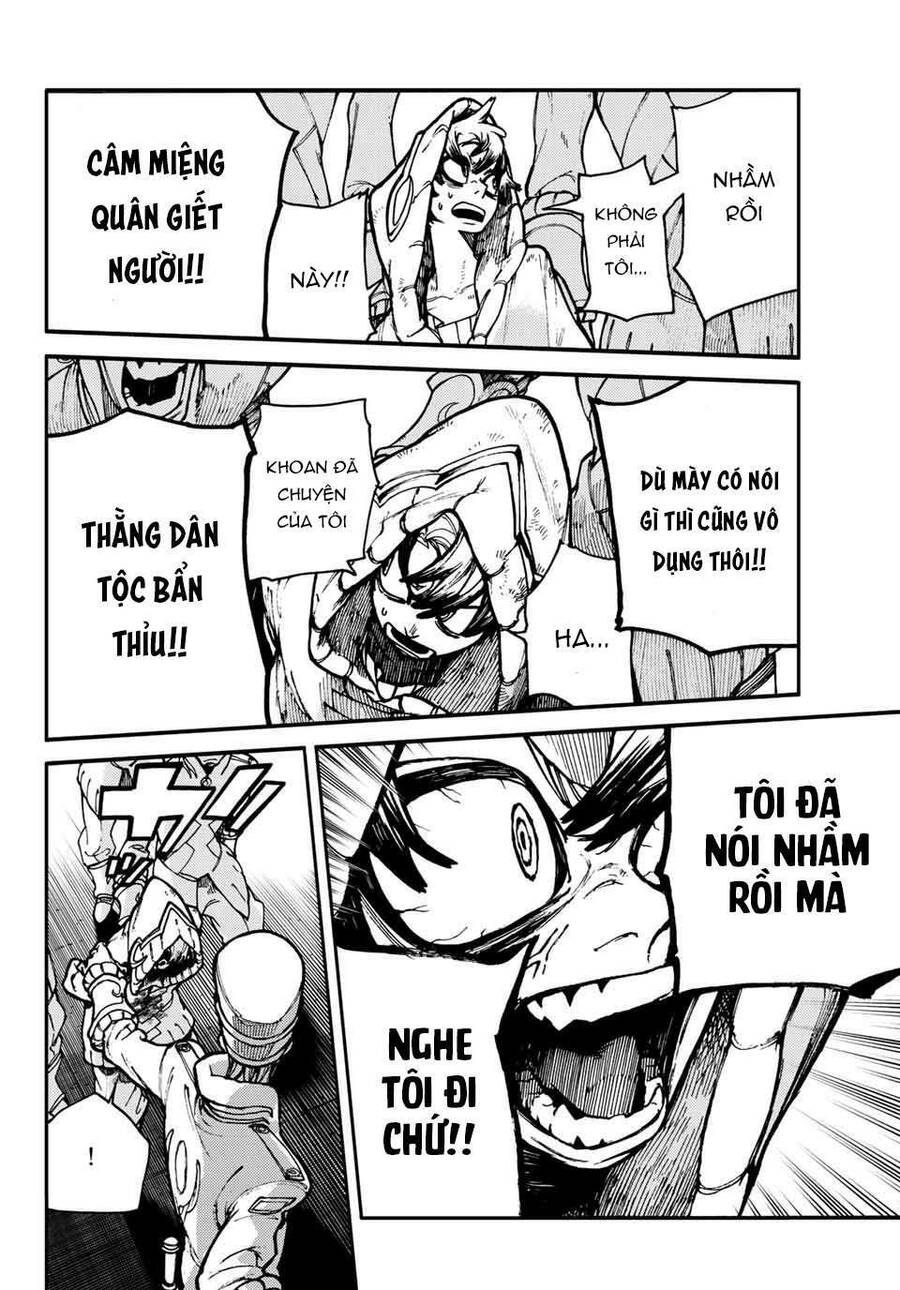 NHẦM
RỒI
KHÔNG
PHẢI
TÔI...
NÀY!!
CÂM MIỆNG
QUÂN GIẾT
NGƯỜI!!
DÙ MÀY CÓ NÓI
GÌ THÌ CŨNG VÔ
DỤNG THÔI!!
HA...
KHOAN ĐÃ
CHUYỆN
CỦA TÔI
THẰNG DÂN
TỘC BẨN
THỈU!!
TÔI ĐÃ
NÓI NHẦM
RỒI MÀ
NGHE
TÔI ĐI
CHỨ!!
!